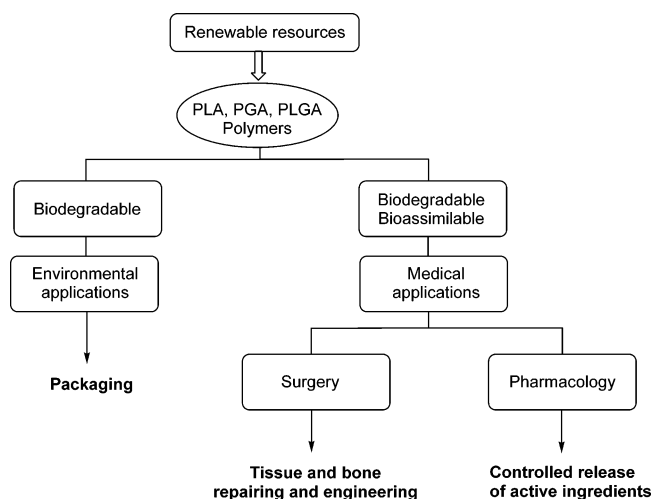 Renewable resources
PLA, PGA, PLGA
Polymers
Biodegradable
Biodegradable
Bioassimilable
Environmental
applications
Medical
applications
Packaging
Surgery
Pharmacology
Tissue and bone
repairing and engineering
Controlled release
of active ingredients